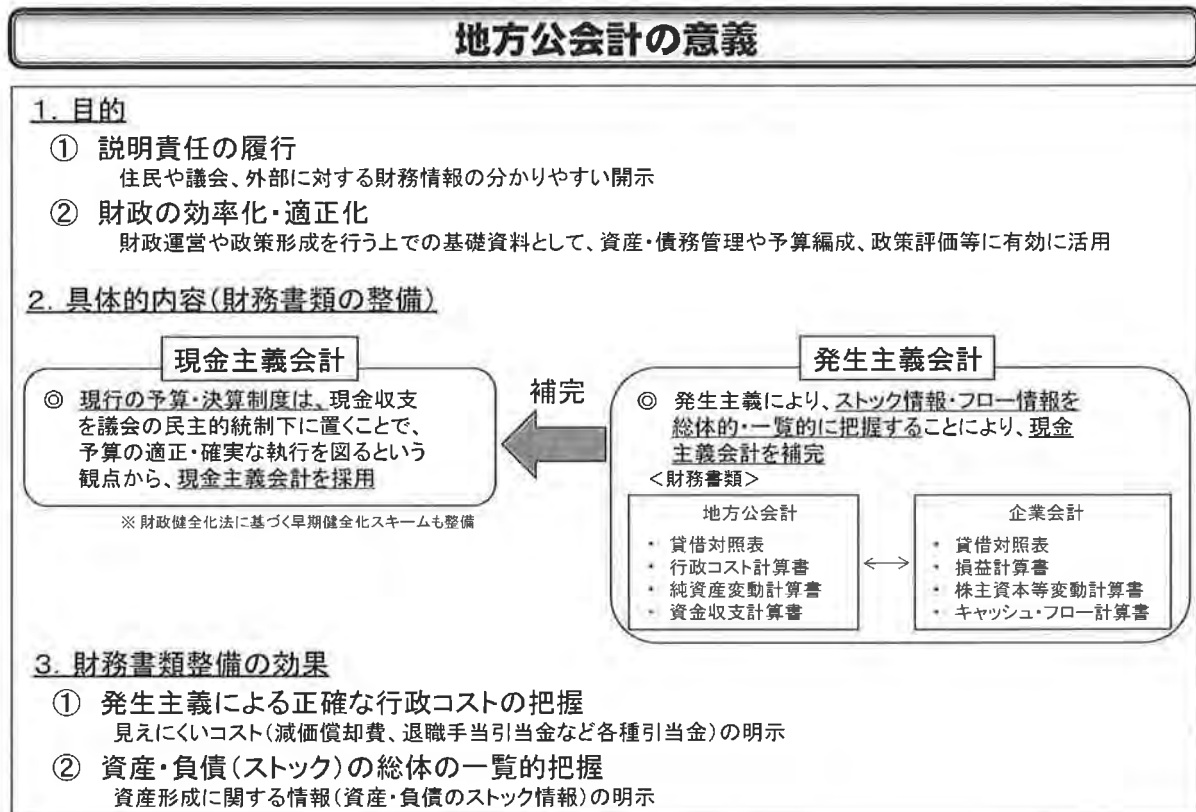 地方公会計の意義
1. 目的
① 説明責任の履行
住民や議会、外部に対する財務情報の分かりやすい開示
② 財政の効率化・適正化
財政運営や政策形成を行う上での基礎資料として、資産・債務管理や予算編成、政策評価等に有効に活用
2. 具体的内容(財務書類の整備)
現金主義会計
◎ 現行の予算・決算制度は、現金収支
を議会の民主的統制下に置くことで、
予算の適正・確実な執行を図るという
観点から、現金主義会計を採用
※ 財政健全化法に基づく早期健全化スキームも整備
補完
発生主義会計
◎ 発生主義により、ストック情報・フロー情報を
総体的・一覧的に把握することにより、現金
主義会計を補完
<財務書類>
地方公会計
・ 貸借対照表
・ 行政コスト計算書
・ 純資産変動計算書
・ 資金収支計算書
企業会計
・ 貸借対照表
・ 損益計算書
・ 株主資本等変動計算書
・ キャッシュ・フロー計算書
3. 財務書類整備の効果
① 発生主義による正確な行政コストの把握
見えにくいコスト(減価償却費、退職手当引当金など各種引当金)の明示
② 資産・負債(ストック)の総体の一覧的把握
資産形成に関する情報(資産・負債のストック情報)の明示